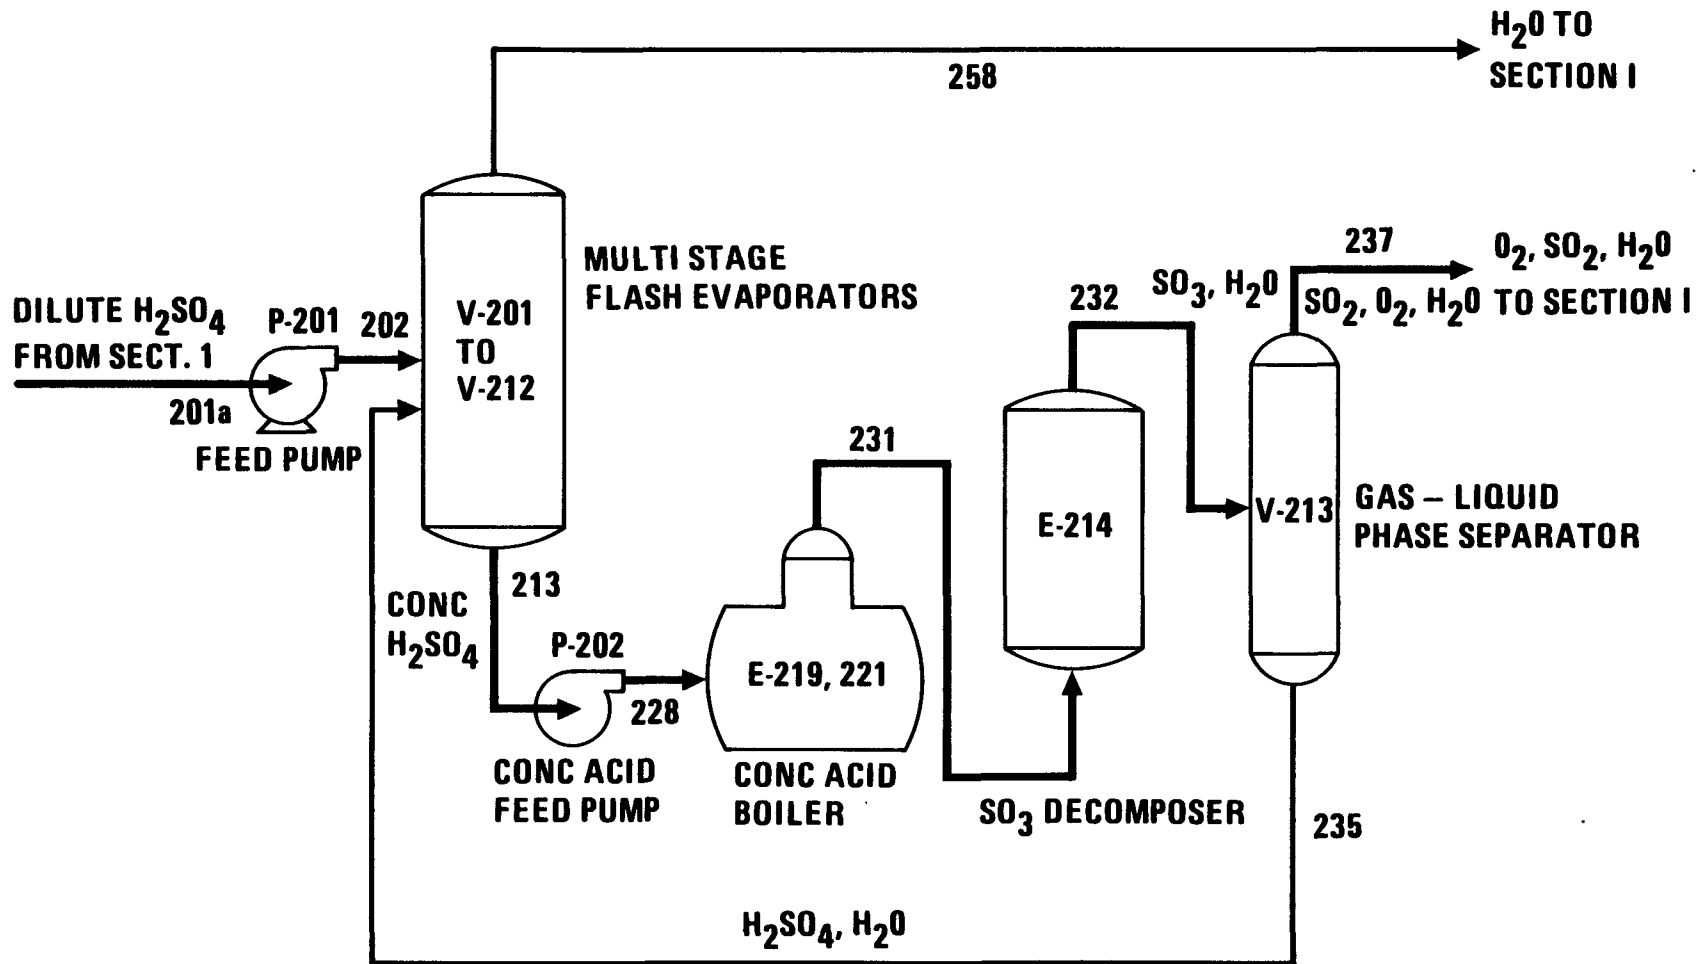 H₂O TO
SECTION I
258
MULTI STAGE
FLASH EVAPORATORS
V-201
TO
V-212
DILUTE H₂SO₄
FROM SECT. 1
P-201
202
201a
FEED PUMP
237
O₂, SO₂, H₂O
TO SECTION I
SO₃, H₂O
SO₂, O₂, H₂O
232
231
E-214
V-213
GAS – LIQUID
PHASE SEPARATOR
213
CONC
H₂SO₄
P-202
228
E-219, 221
CONC ACID
FEED PUMP
CONC ACID
BOILER
SO₃ DECOMPOSER
235
H₂SO₄, H₂O